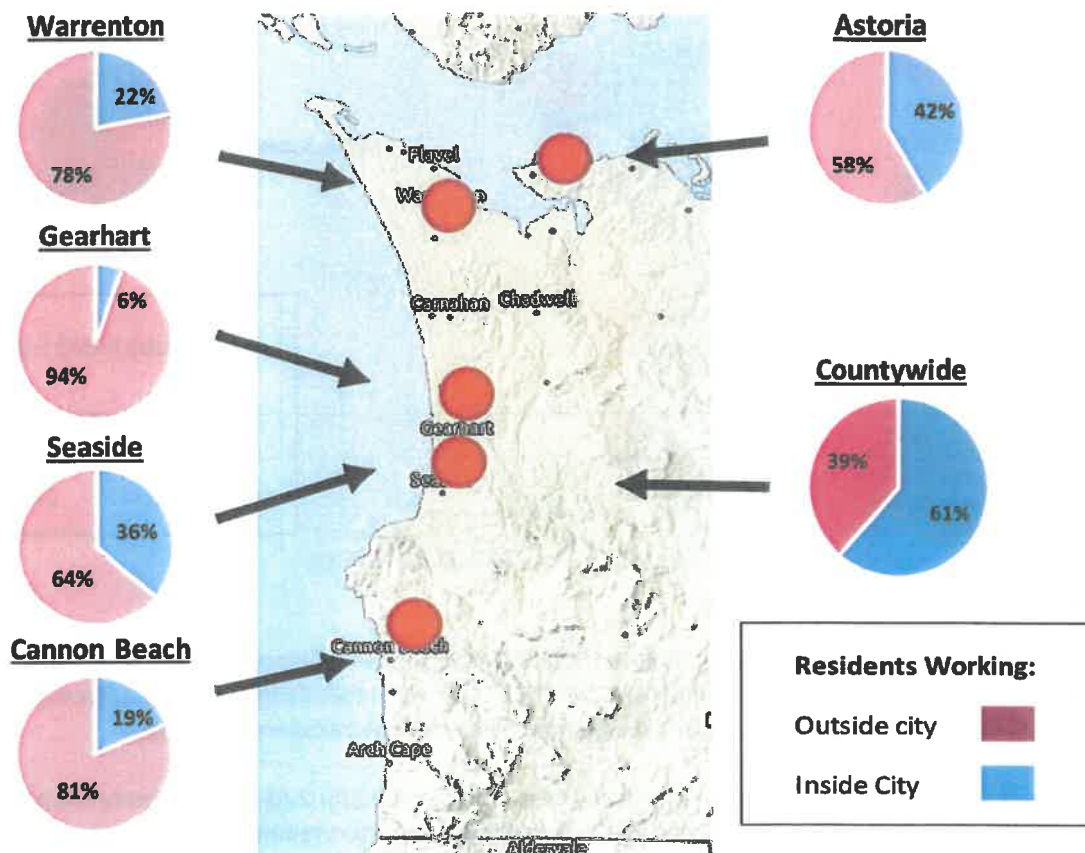 Warrenton
22%
78%
Gearhart
6%
94%
Seaside
36%
64%
Cannon Beach
19%
81%
Astoria
42%
58%
Countywide
39%
61%
Residents Working:
Outside city
Inside City
Flavel
Carnahan
Chadwell
Gearhart
Arch Cape